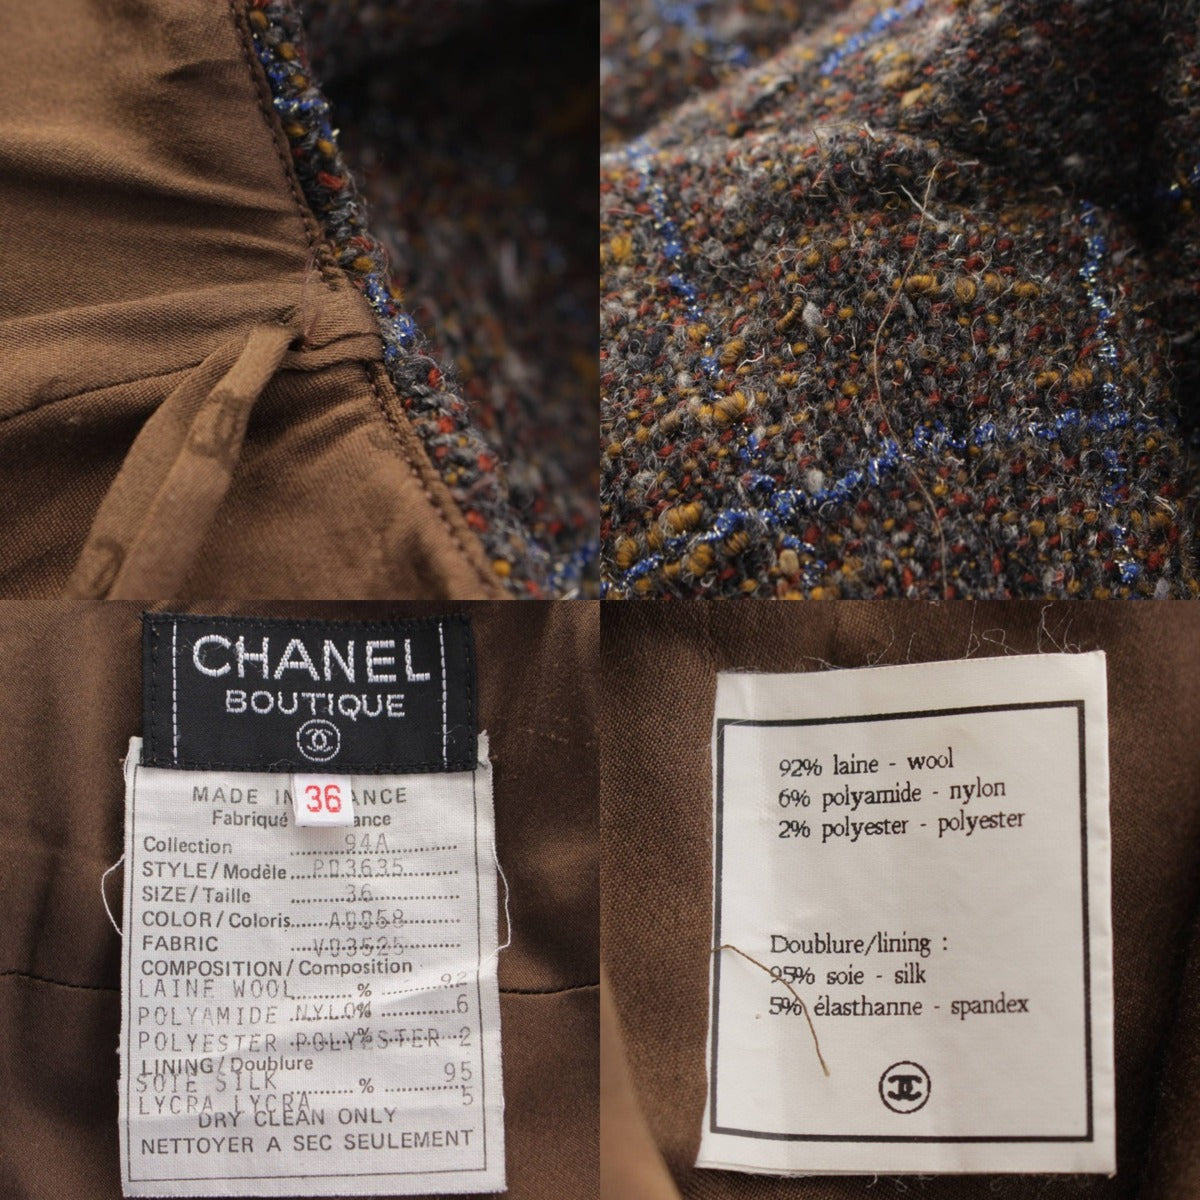 CHANEL
BOUTIQUE
36
MADE IN
Fabriqué
Collection 94A
STYLE/Modèle P03635
SIZE/Taille 36
COLOR/Coloris A0058
FABRIC V03525
COMPOSITION/Composition
LAINE WOOL % 92
POLYAMIDE NYLON % 6
POLYESTER POLYESTER % 2
LINING/Doublure
SOIE SILK % 95
LYCRA LYCRA 5
DRY CLEAN ONLY
NETTOYER A SEC SEULEMENT
92% laine - wool
6% polyamide - nylon
2% polyester - polyester
Doublure/lining :
95% soie - silk
5% élasthanne - spandex